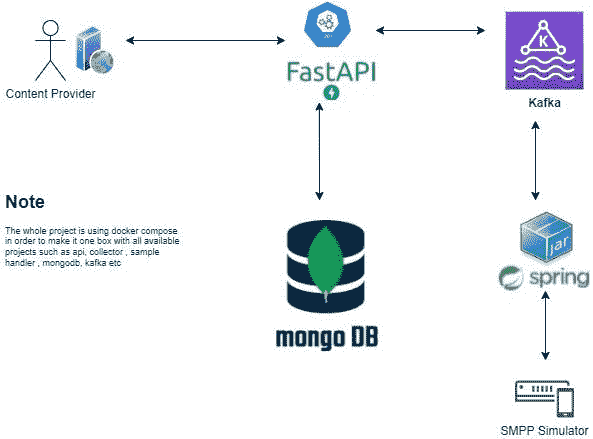 Content Provider
FastAPI
K
Kafka
Note
The whole project is using docker compose
in order to make it one box with all available
projects such as api, collector , sample
handler , mongodb, kafka etc
jar
spring
mongo DB
SMPP Simulator